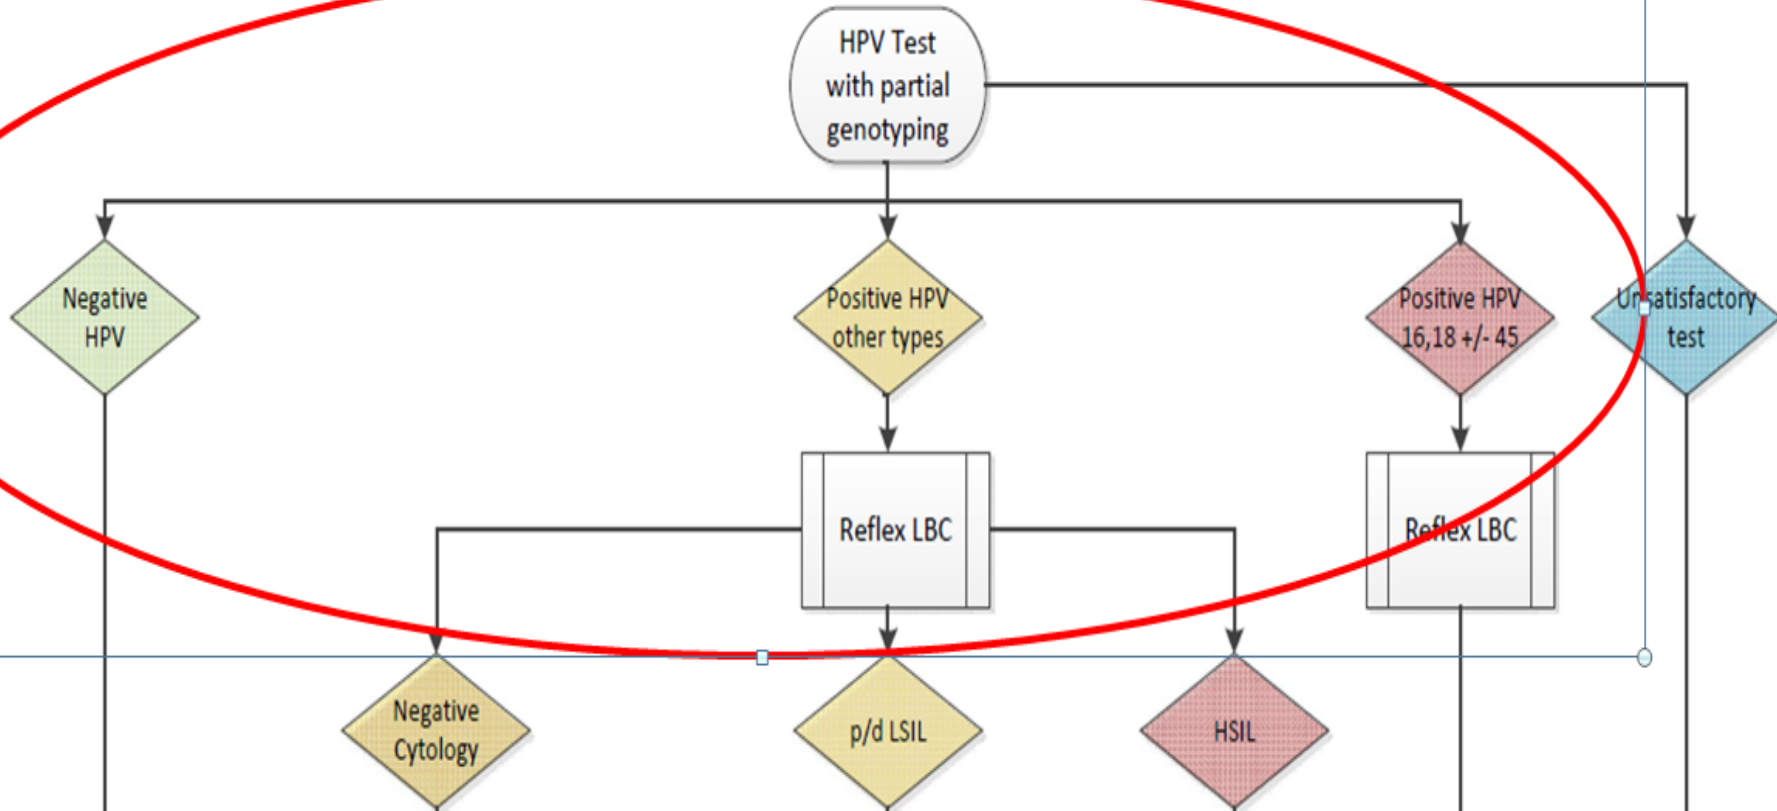 HPV Test
with partial
genotyping
Negative
HPV
Positive HPV
other types
Positive HPV
16,18 +/- 45
Unsatisfactory
test
Reflex LBC
Reflex LBC
Negative
Cytology
p/d LSIL
HSIL